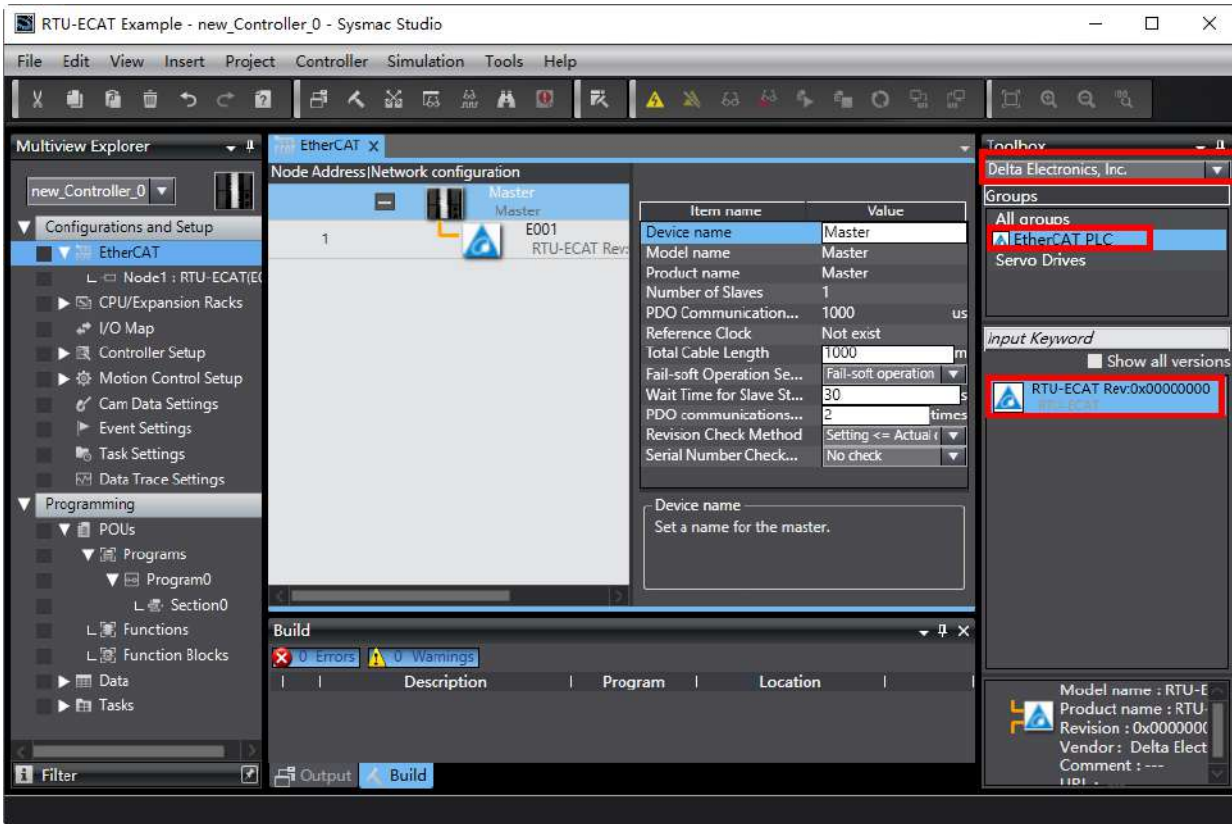 RTU-ECAT Example - new_Controller_0 - Sysmac Studio
File Edit View Insert Project Controller Simulation Tools Help
Multiview Explorer
new_Controller_0
Configurations and Setup
EtherCAT
Node1 : RTU-ECAT(E0
CPU/Expansion Racks
I/O Map
Controller Setup
Motion Control Setup
Cam Data Settings
Event Settings
Task Settings
Data Trace Settings
Programming
POUs
Programs
Program0
Section0
Functions
Function Blocks
Data
Tasks
Filter
EtherCAT X
Node Address|Network configuration
Master
Master
1
E001
RTU-ECAT Rev:
Item name Value
Device name Master
Model name Master
Product name Master
Number of Slaves 1
PDO Communication... 1000 us
Reference Clock Not exist
Total Cable Length 1000 m
Fail-soft Operation Se... Fail-soft operation
Wait Time for Slave St... 30 s
PDO communications... 2 times
Revision Check Method Setting <= Actual
Serial Number Check... No check
Device name
Set a name for the master.
Build
0 Errors 0 Warnings
Description Program Location
Output Build
Toolbox
Delta Electronics, Inc.
Groups
All groups
EtherCAT PLC
Servo Drives
Input Keyword
Show all versions
RTU-ECAT Rev:0x00000000
RTU-ECAT
Model name : RTU-E
Product name : RTU-
Revision : 0x0000000
Vendor : Delta Elect
Comment : ---
URL :